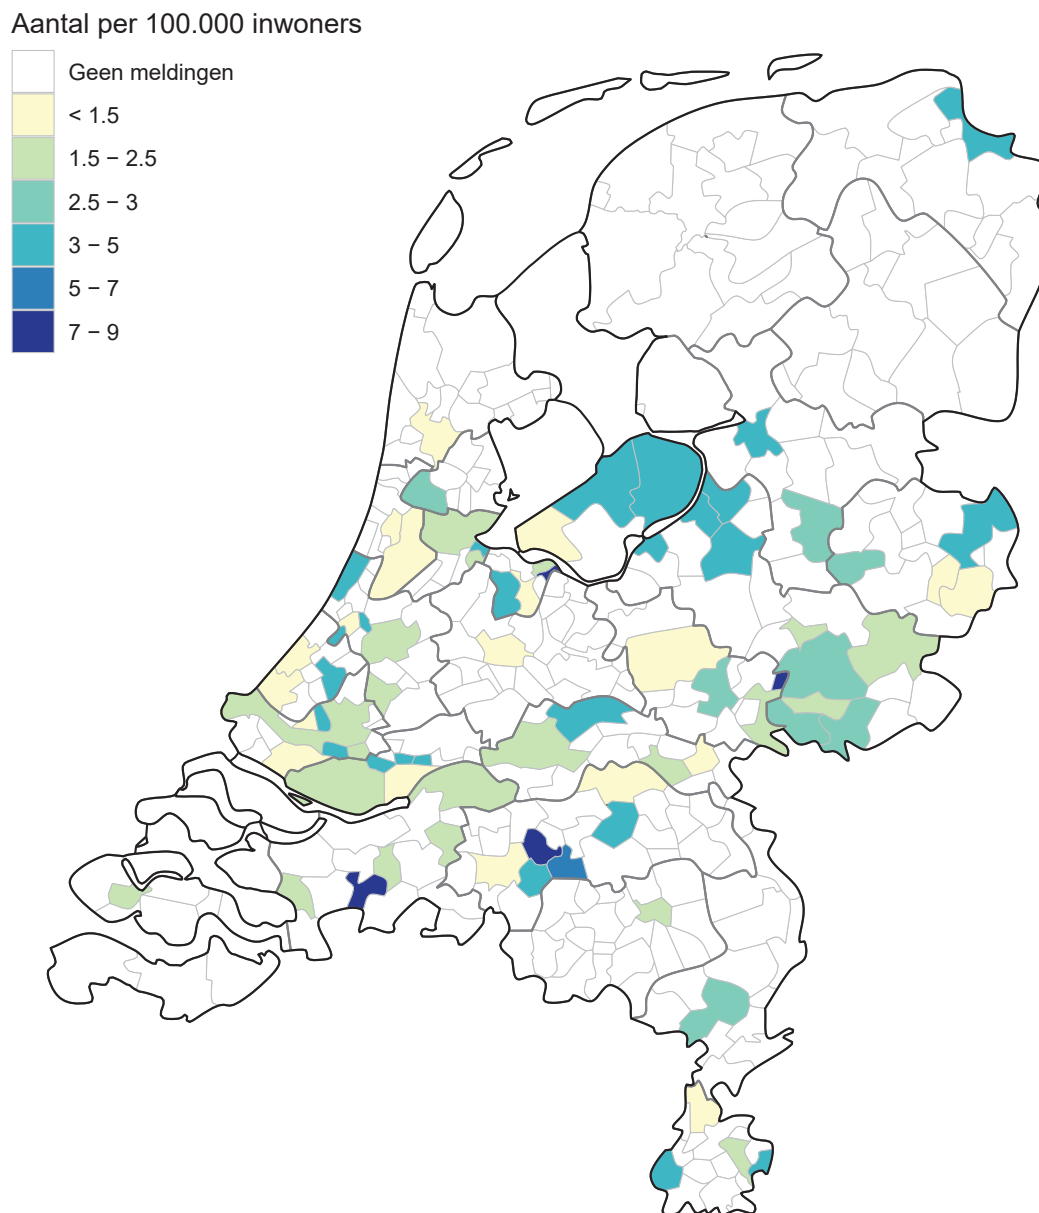 Aantal per 100.000 inwoners
Geen meldingen
< 1.5
1.5 − 2.5
2.5 − 3
3 − 5
5 − 7
7 − 9